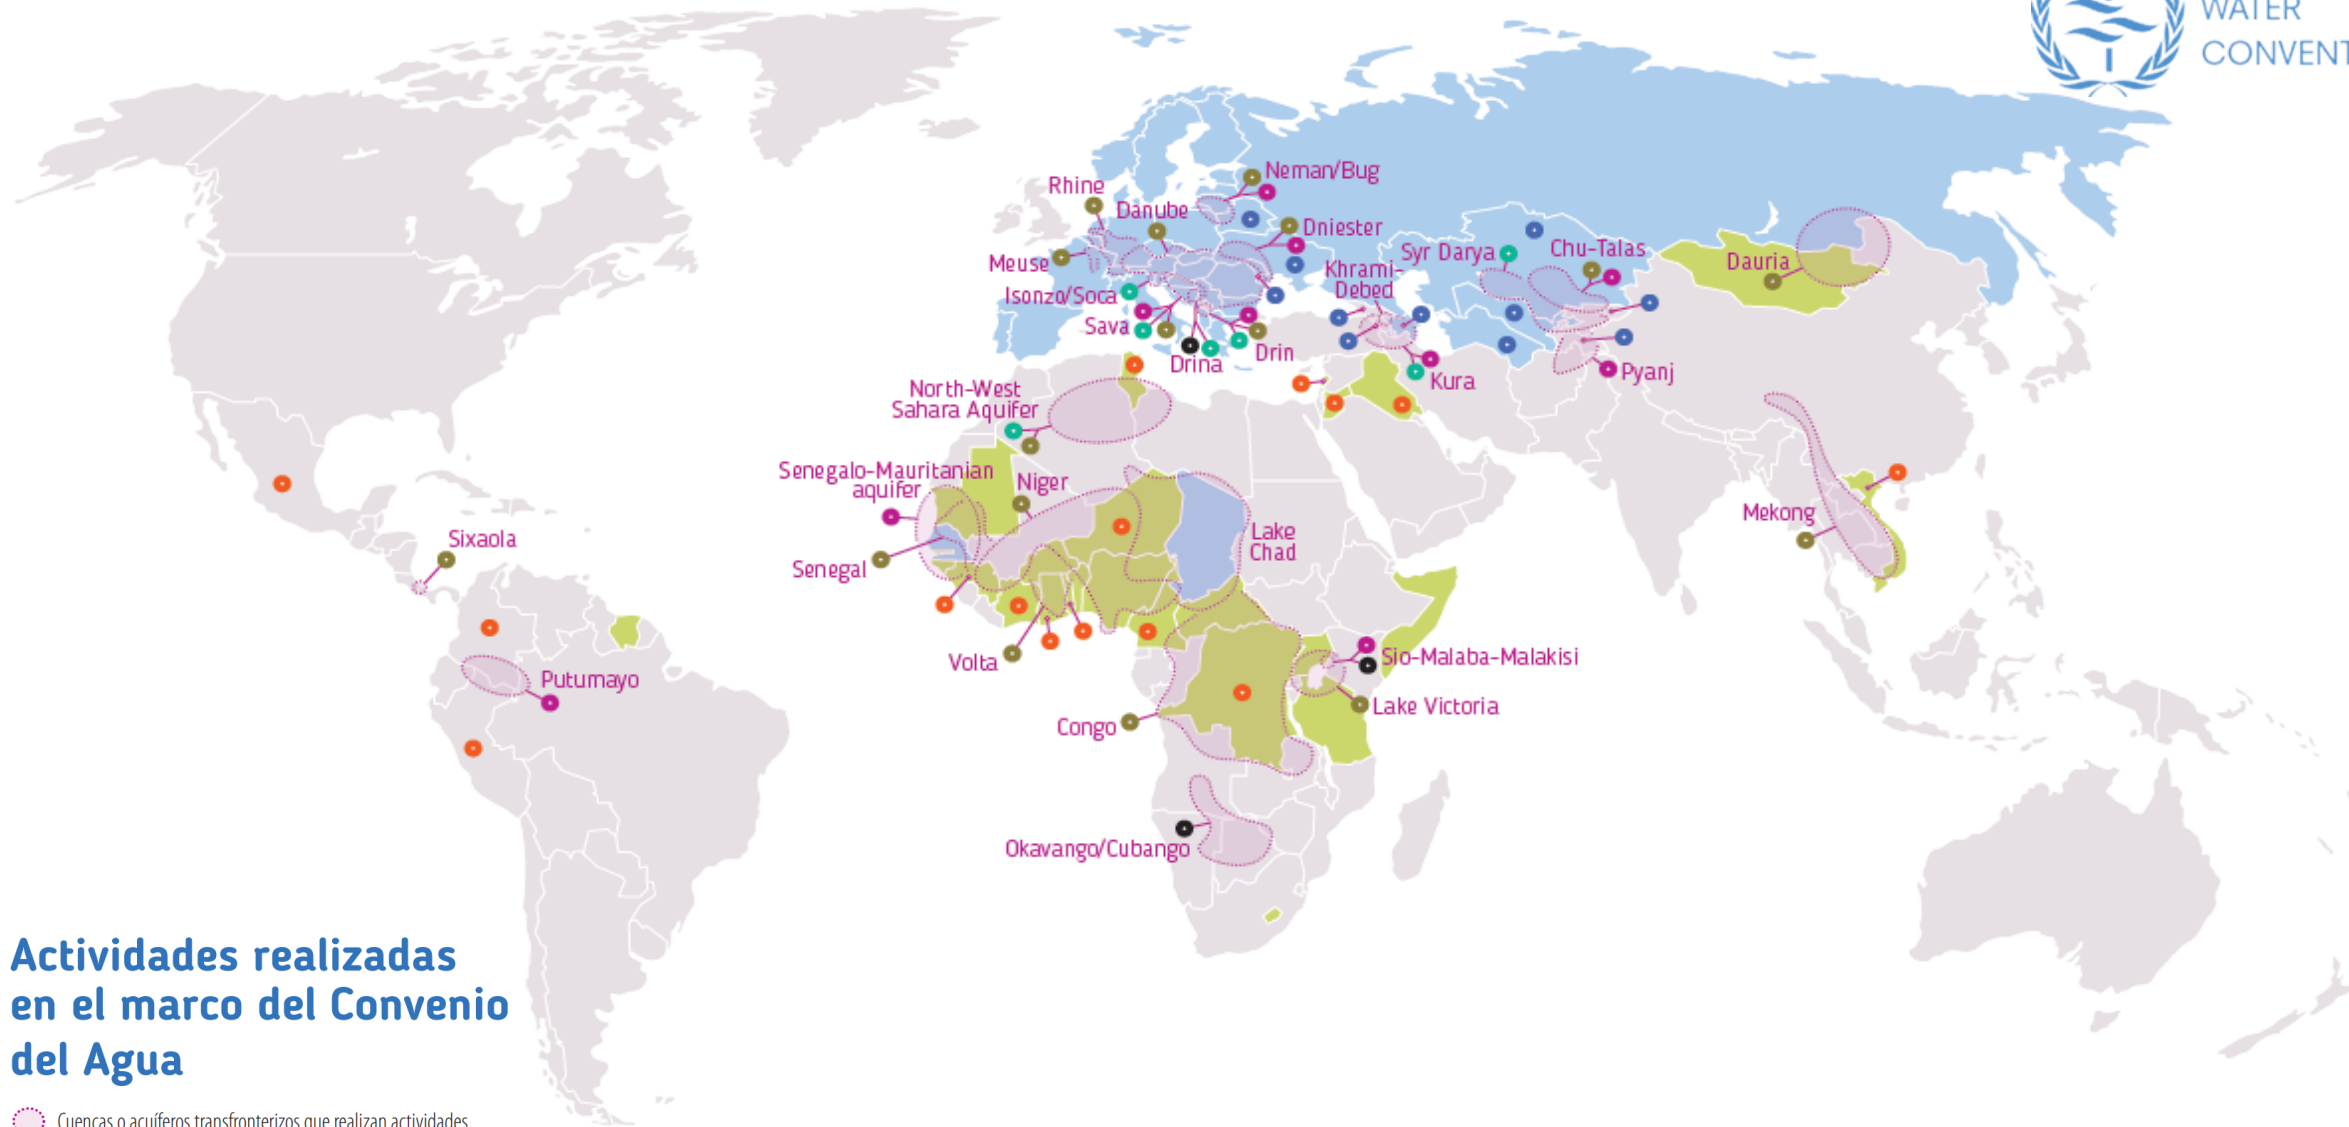 WATER
CONVENT
Neman/Bug
Rhine
Danube
Dniester
Meuse
Syr Darya
Chu-Talas
Khrami-
Debed
Dauria
Isonzo/Soca
Sava
Drina
Drin
Kura
Pyanj
North-West
Sahara Aquifer
Senegalo-Mauritanian
aquifer
Niger
Mekong
Lake
Chad
Sixaola
Senegal
Volta
Sio-Malaba-Malakisi
Putumayo
Lake Victoria
Congo
Okavango/Cubango
Actividades realizadas
en el marco del Convenio
del Agua
Cuencas o acuíferos transfronterizos que realizan actividades